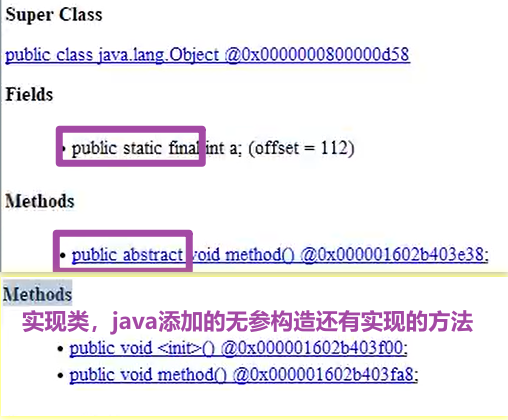 Super Class
public class java.lang.Object @0x0000000800000d58
Fields
• public static final int a; (offset = 112)
Methods
• public abstract void method() @0x000001602b403e38;
Methods
实现类，java添加的无参构造还有实现的方法
• public void <init>() @0x000001602b403f00;
• public void method() @0x000001602b403fa8;